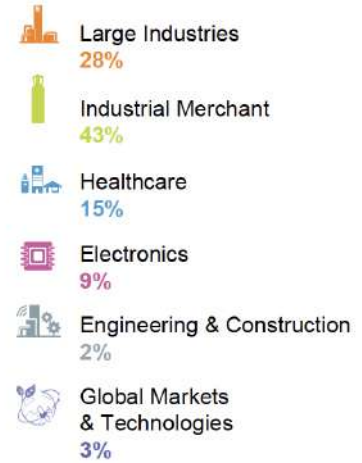 Large Industries
28%
Industrial Merchant
43%
Healthcare
15%
Electronics
9%
Engineering & Construction
2%
Global Markets
& Technologies
3%